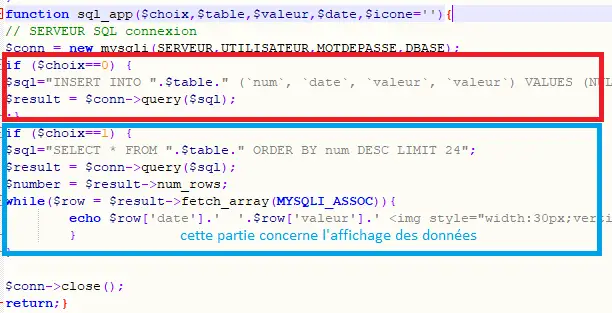 function sql_app($choix,$table,$valeur,$date,$icone=''){
// SERVEUR SQL connexion
$conn = new mysqli(SERVEUR,UTILISATEUR,MOTDEPASSE,DBASE);
if ($choix==0) {
$sql="INSERT INTO ".$table." (`num`, `date`, `valeur`, `valeur`) VALUES (NUL
$result = $conn->query($sql);
}
if ($choix==1) {
$sql="SELECT * FROM ".$table." ORDER BY num DESC LIMIT 24";
$result = $conn->query($sql);
$number = $result->num_rows;
while($row = $result->fetch_array(MYSQLI_ASSOC)){
echo $row['date'].' '.$row['valeur'].' <img style="width:30px;verti
}
cette partie concerne l'affichage des données
}
$conn->close();
return;}